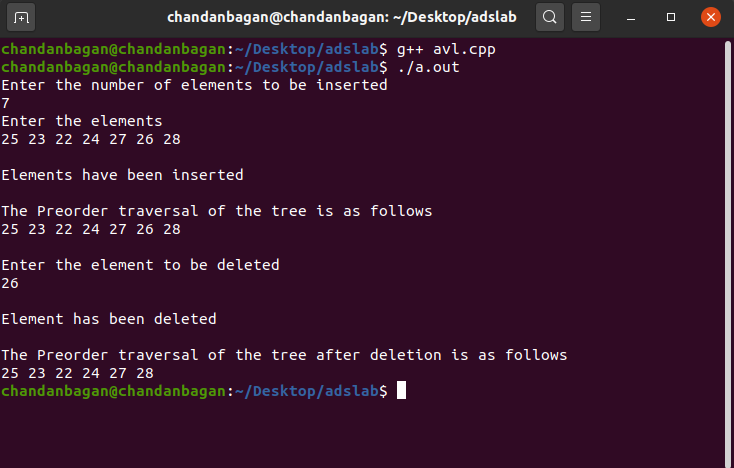 chandanbagan@chandanbagan: ~/Desktop/adslab
chandanbagan@chandanbagan:~/Desktop/adslab$ g++ avl.cpp
chandanbagan@chandanbagan:~/Desktop/adslab$ ./a.out
Enter the number of elements to be inserted
7
Enter the elements
25 23 22 24 27 26 28
Elements have been inserted
The Preorder traversal of the tree is as follows
25 23 22 24 27 26 28
Enter the element to be deleted
26
Element has been deleted
The Preorder traversal of the tree after deletion is as follows
25 23 22 24 27 28
chandanbagan@chandanbagan:~/Desktop/adslab$